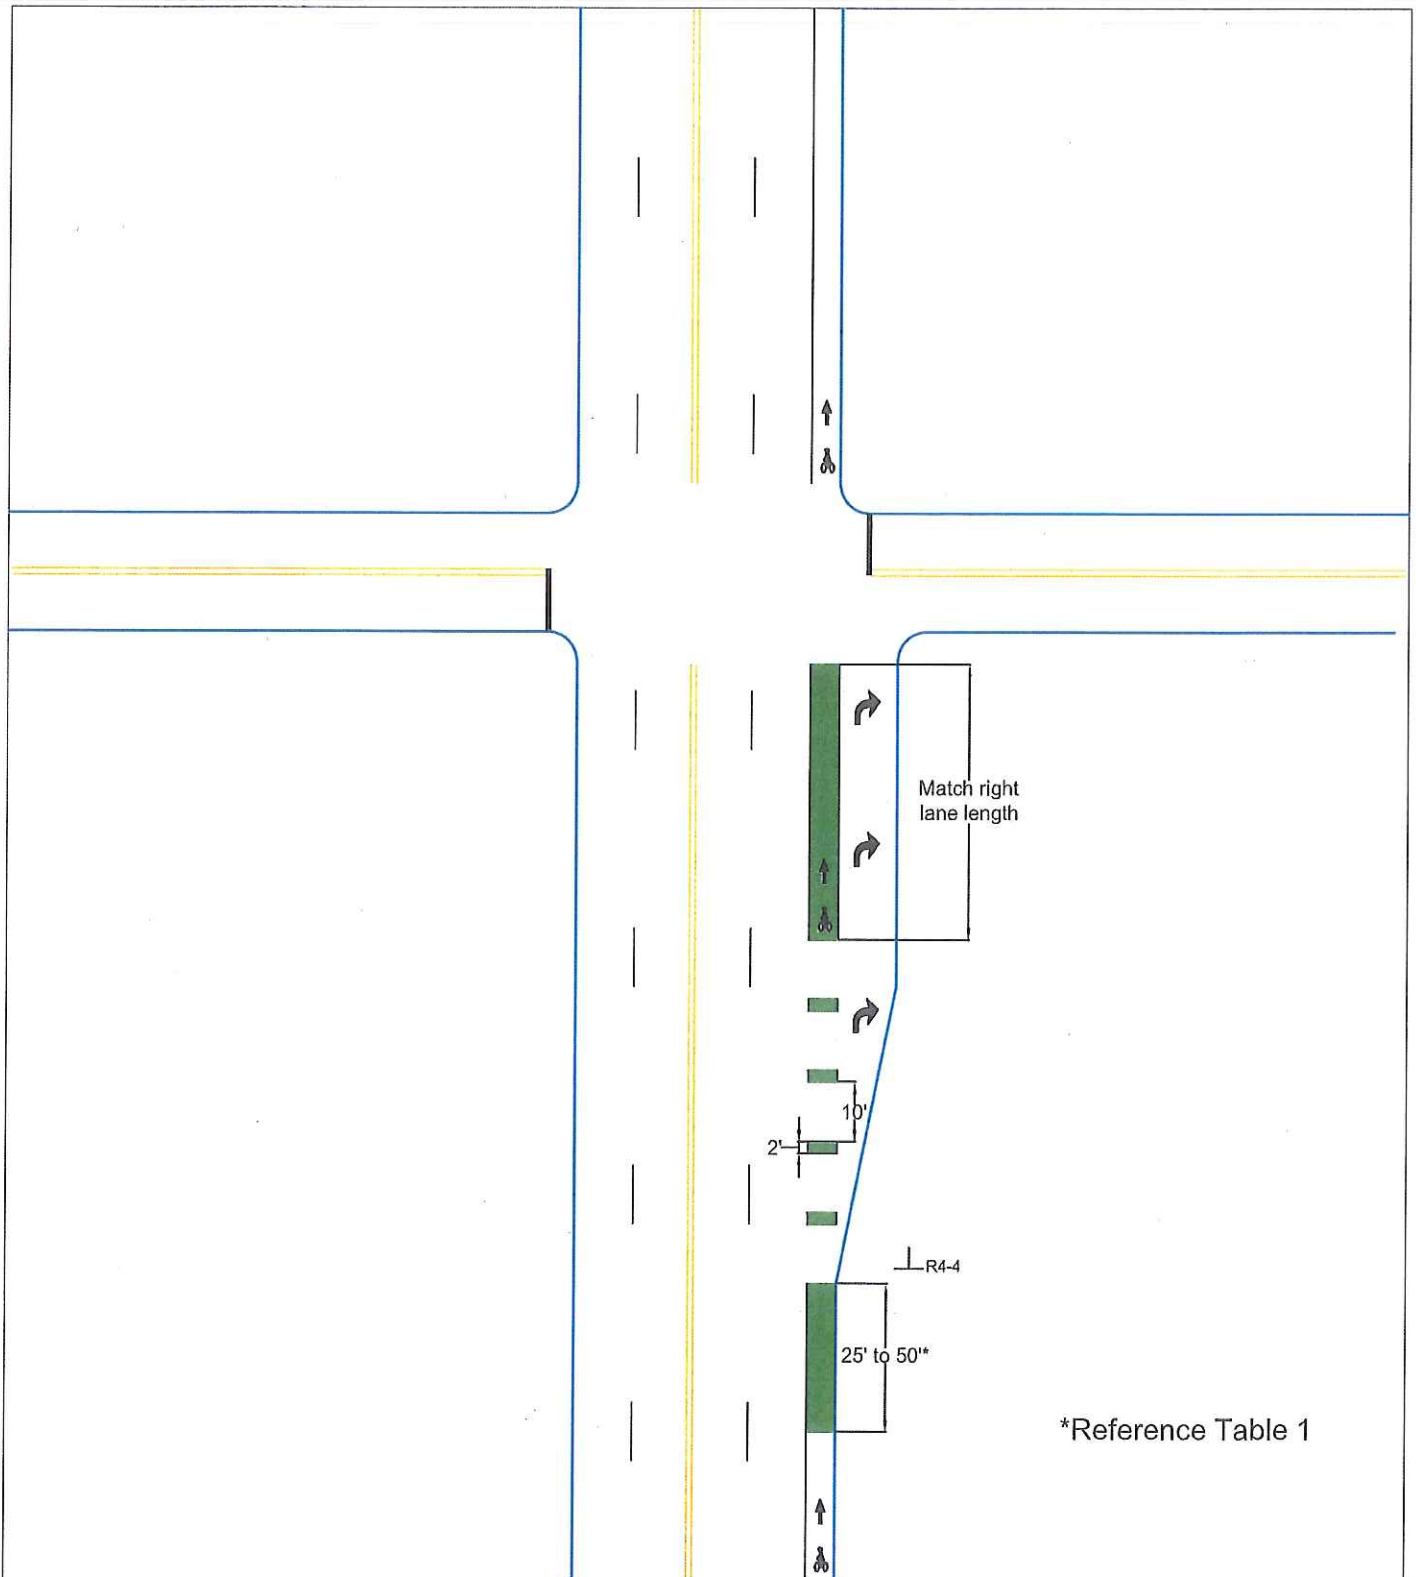 Match right
lane length
10'
2'
R4-4
25' to 50'*
*Reference Table 1